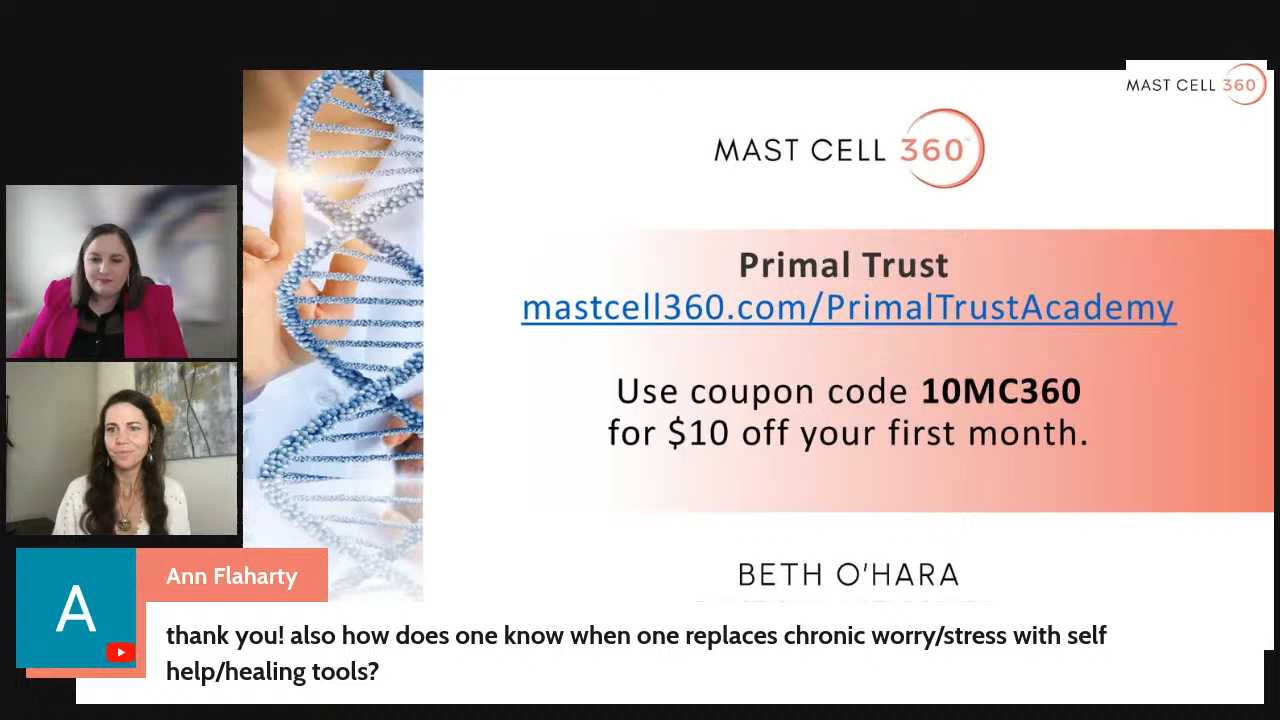 MAST CELL 360
MAST CELL 360
Primal Trust
mastcell360.com/PrimalTrustAcademy
Use coupon code 10MC360
for $10 off your first month.
BETH O'HARA
A
Ann Flaharty
thank you! also how does one know when one replaces chronic worry/stress with self
help/healing tools?